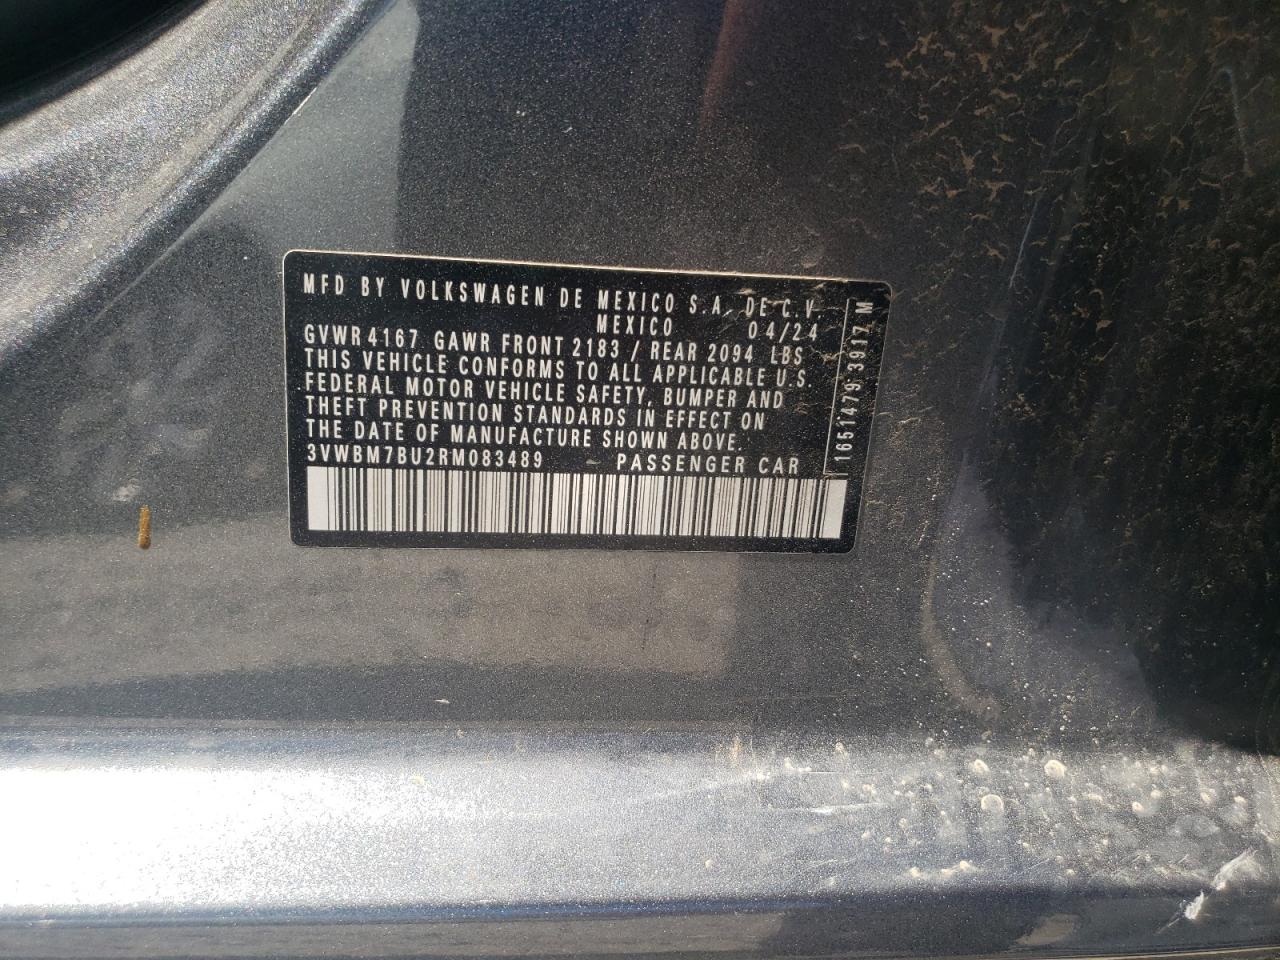 MFD BY VOLKSWAGEN DE MEXICO S.A. DE C.V.
MEXICO 04/24
GVWR 4167 GAWR FRONT 2183 / REAR 2094 LBS
THIS VEHICLE CONFORMS TO ALL APPLICABLE U.S.
FEDERAL MOTOR VEHICLE SAFETY, BUMPER AND
THEFT PREVENTION STANDARDS IN EFFECT ON
THE DATE OF MANUFACTURE SHOWN ABOVE.
3VWBM7BU2RM083489 PASSENGER CAR
1651479 3917 M